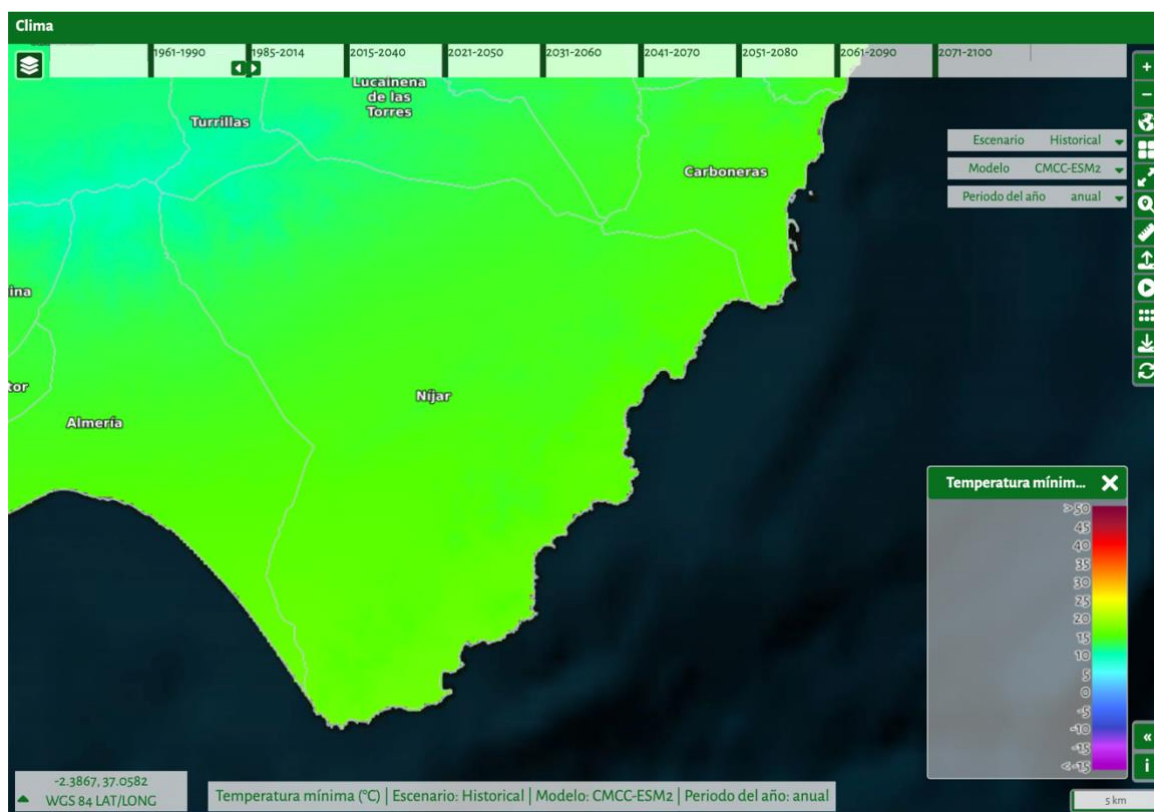 Clima
1961-1990 1985-2014 2015-2040 2021-2050 2031-2060 2041-2070 2051-2080 2061-2090 2071-2100
Lucainena
de las
Torres
Turrillas
Carboneras
Escenario Historical
Modelo CMCC-ESM2
Periodo del año anual
ina
tor
Níjar
Almería
Temperatura mínim...
>50
45
40
35
30
25
20
15
10
5
0
-5
-10
-15
<-15
-2.3867, 37.0582
WGS 84 LAT/LONG
Temperatura mínima (°C) | Escenario: Historical | Modelo: CMCC-ESM2 | Periodo del año: anual
5 km